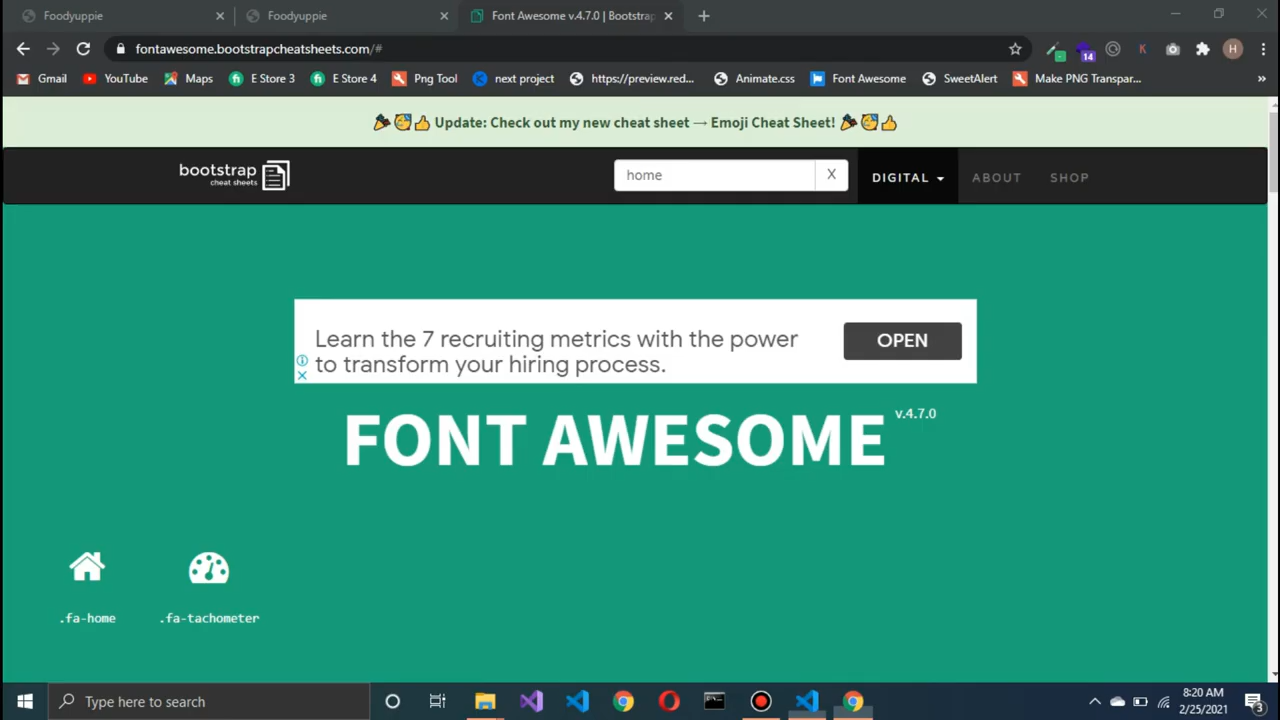 Foodyuppie
Foodyuppie
Font Awesome v.4.7.0 | Bootstrap
fontawesome.bootstrapcheatsheets.com/#
H
14
K
Gmail
YouTube
Maps
E Store 3
E Store 4
Png Tool
next project
https://preview.red...
Animate.css
Font Awesome
SweetAlert
Make PNG Transpar...
»
Update: Check out my new cheat sheet → Emoji Cheat Sheet!
bootstrap
cheat sheets
home
X
DIGITAL
ABOUT
SHOP
Learn the 7 recruiting metrics with the power
to transform your hiring process.
OPEN
FONT AWESOME
v.4.7.0
.fa-home
.fa-tachometer
Type here to search
8:20 AM
2/25/2021
3